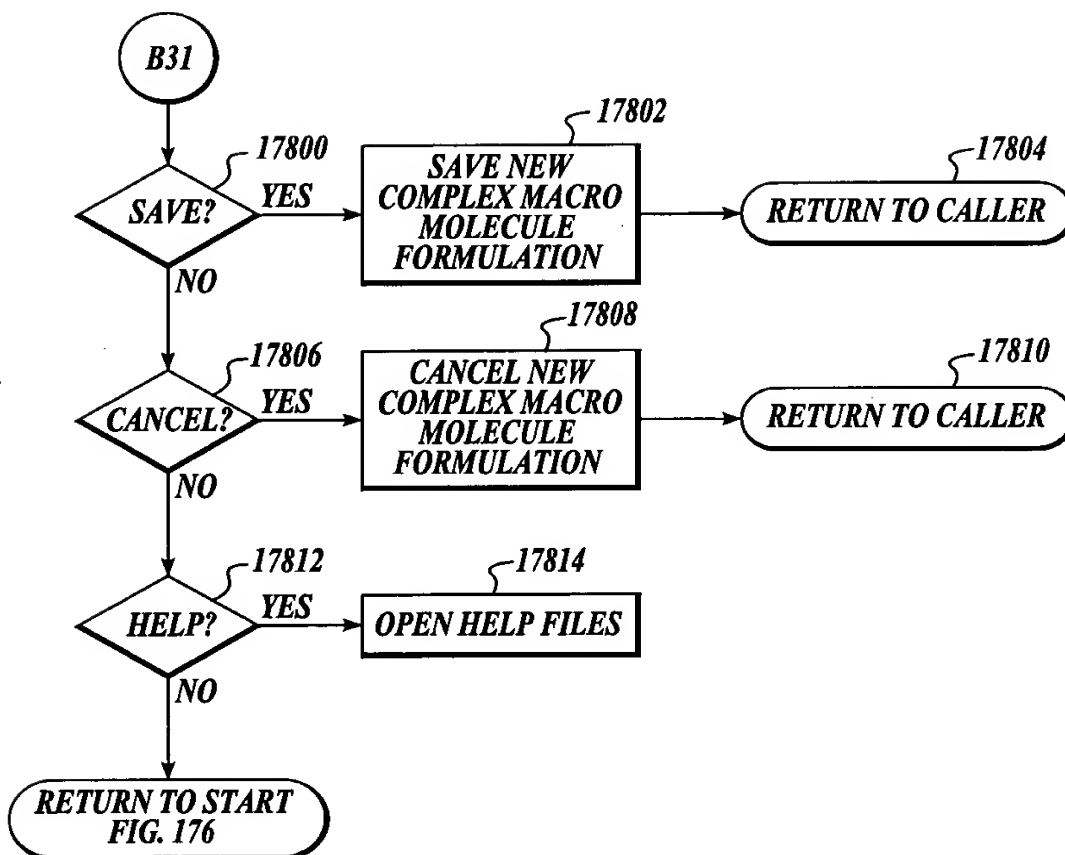 B31
17800
SAVE?
YES
NO
17802
SAVE NEW
COMPLEX MACRO
MOLECULE
FORMULATION
17804
RETURN TO CALLER
17806
CANCEL?
YES
NO
17808
CANCEL NEW
COMPLEX MACRO
MOLECULE
FORMULATION
17810
RETURN TO CALLER
17812
HELP?
YES
NO
17814
OPEN HELP FILES
RETURN TO START
FIG. 176